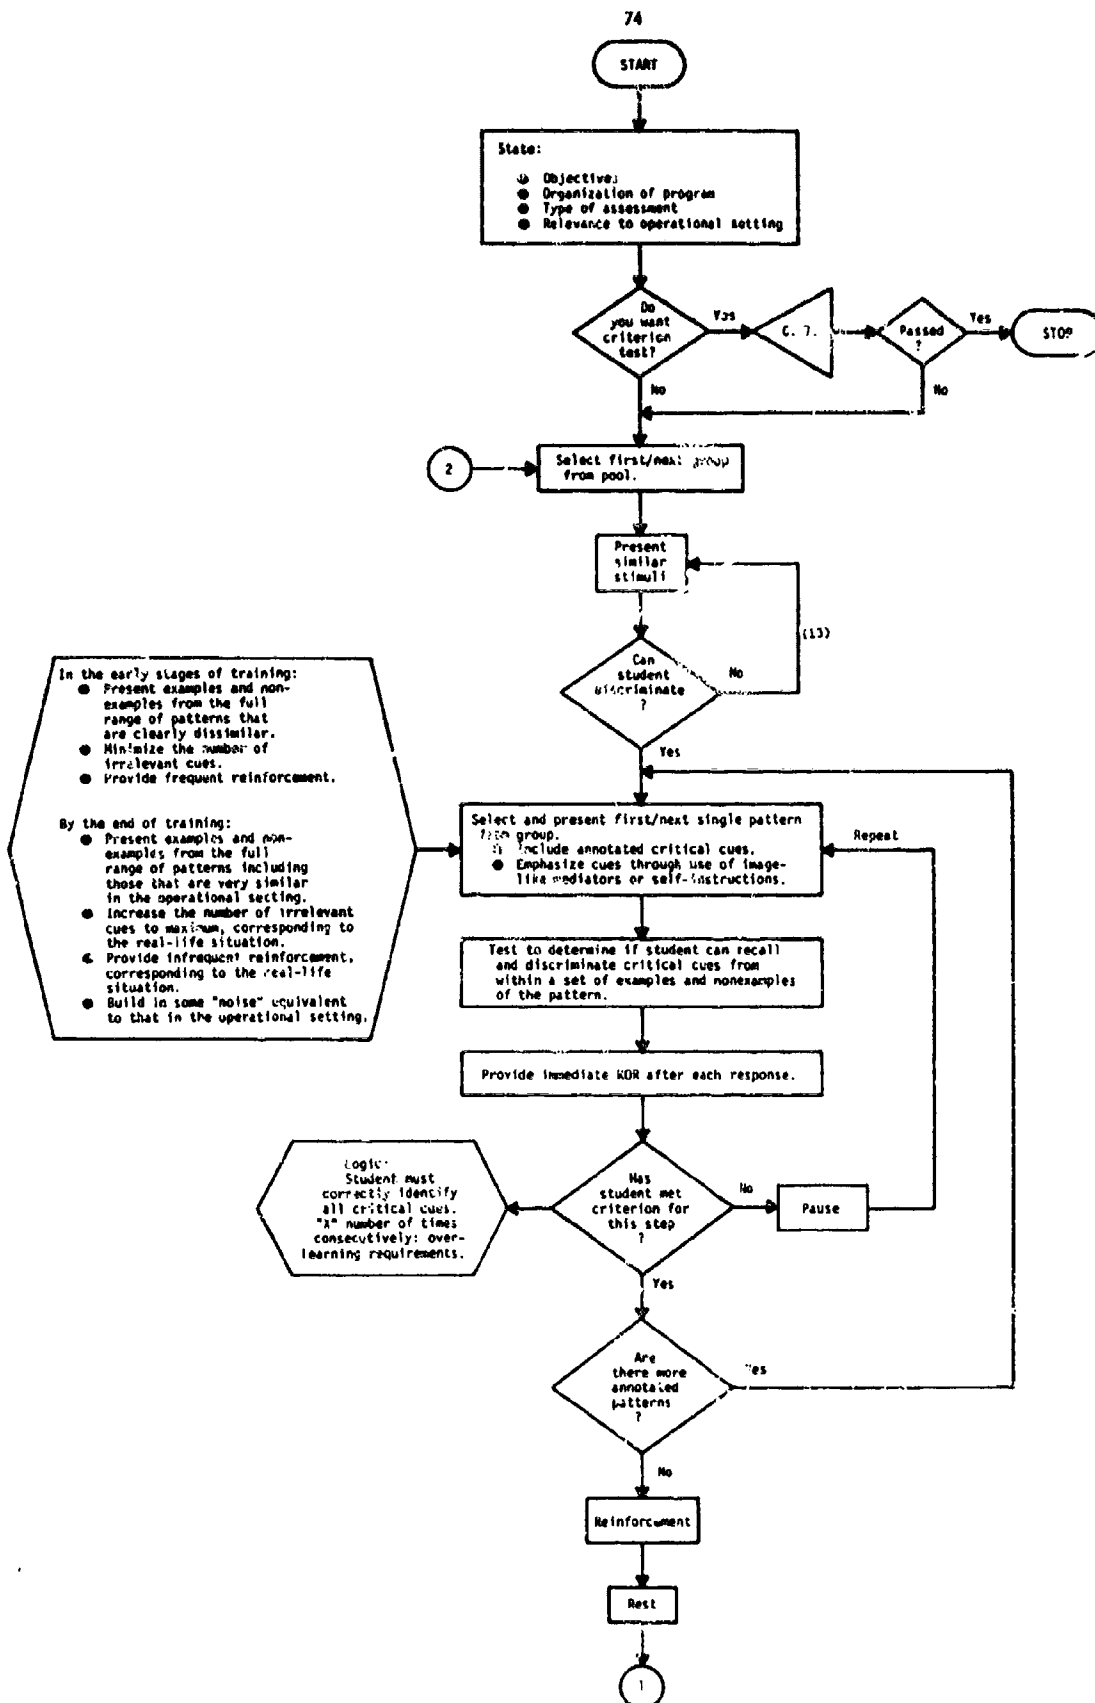 74
START
State:
Objectives
Organization of program
Type of assessment
Relevance to operational setting
Do
you want
criterion
test?
Yes
C. T.
Passed
?
Yes
STOP
No
No
2
Select first/next group
from pool.
Present
similar
stimuli
(13)
Can
student
discriminate
?
No
Yes
In the early stages of training:
● Present examples and non-
examples from the full
range of patterns that
are clearly dissimilar.
● Minimize the number of
irrelevant cues.
● Provide frequent reinforcement.
By the end of training:
● Present examples and non-
examples from the full
range of patterns including
those that are very similar
in the operational setting.
● Increase the number of irrelevant
cues to maximum, corresponding to
the real-life situation.
● Provide infrequent reinforcement,
corresponding to the real-life
situation.
● Build in some "noise" equivalent
to that in the operational setting.
Select and present first/next single pattern
from group.
● Include annotated critical cues.
● Emphasize cues through use of image-
like mediators or self-instructions.
Repeat
Test to determine if student can recall
and discriminate critical cues from
within a set of examples and nonexamples
of the pattern.
Provide immediate KOR after each response.
Logic:
Student must
correctly identify
all critical cues.
"X" number of times
consecutively: over-
learning requirements.
Has
student met
criterion for
this step
?
No
Pause
Yes
Are
there more
annotated
patterns
?
Yes
No
Reinforcement
Rest
1